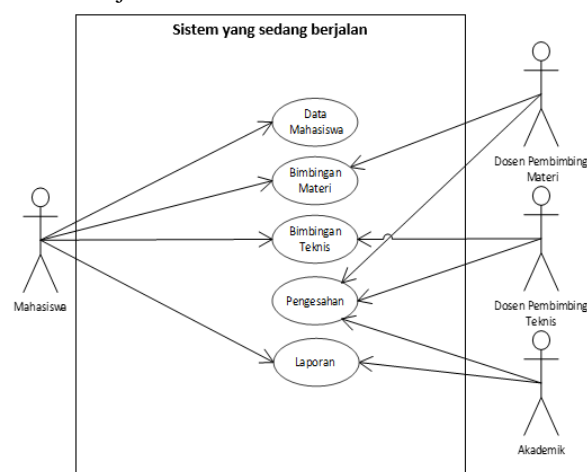 Sistem yang sedang berjalan
Data
Mahasiswa
Bimbingan
Materi
Bimbingan
Teknis
Pengesahan
Laporan
Mahasiswa
Dosen Pembimbing
Materi
Dosen Pembimbing
Teknis
Akademik